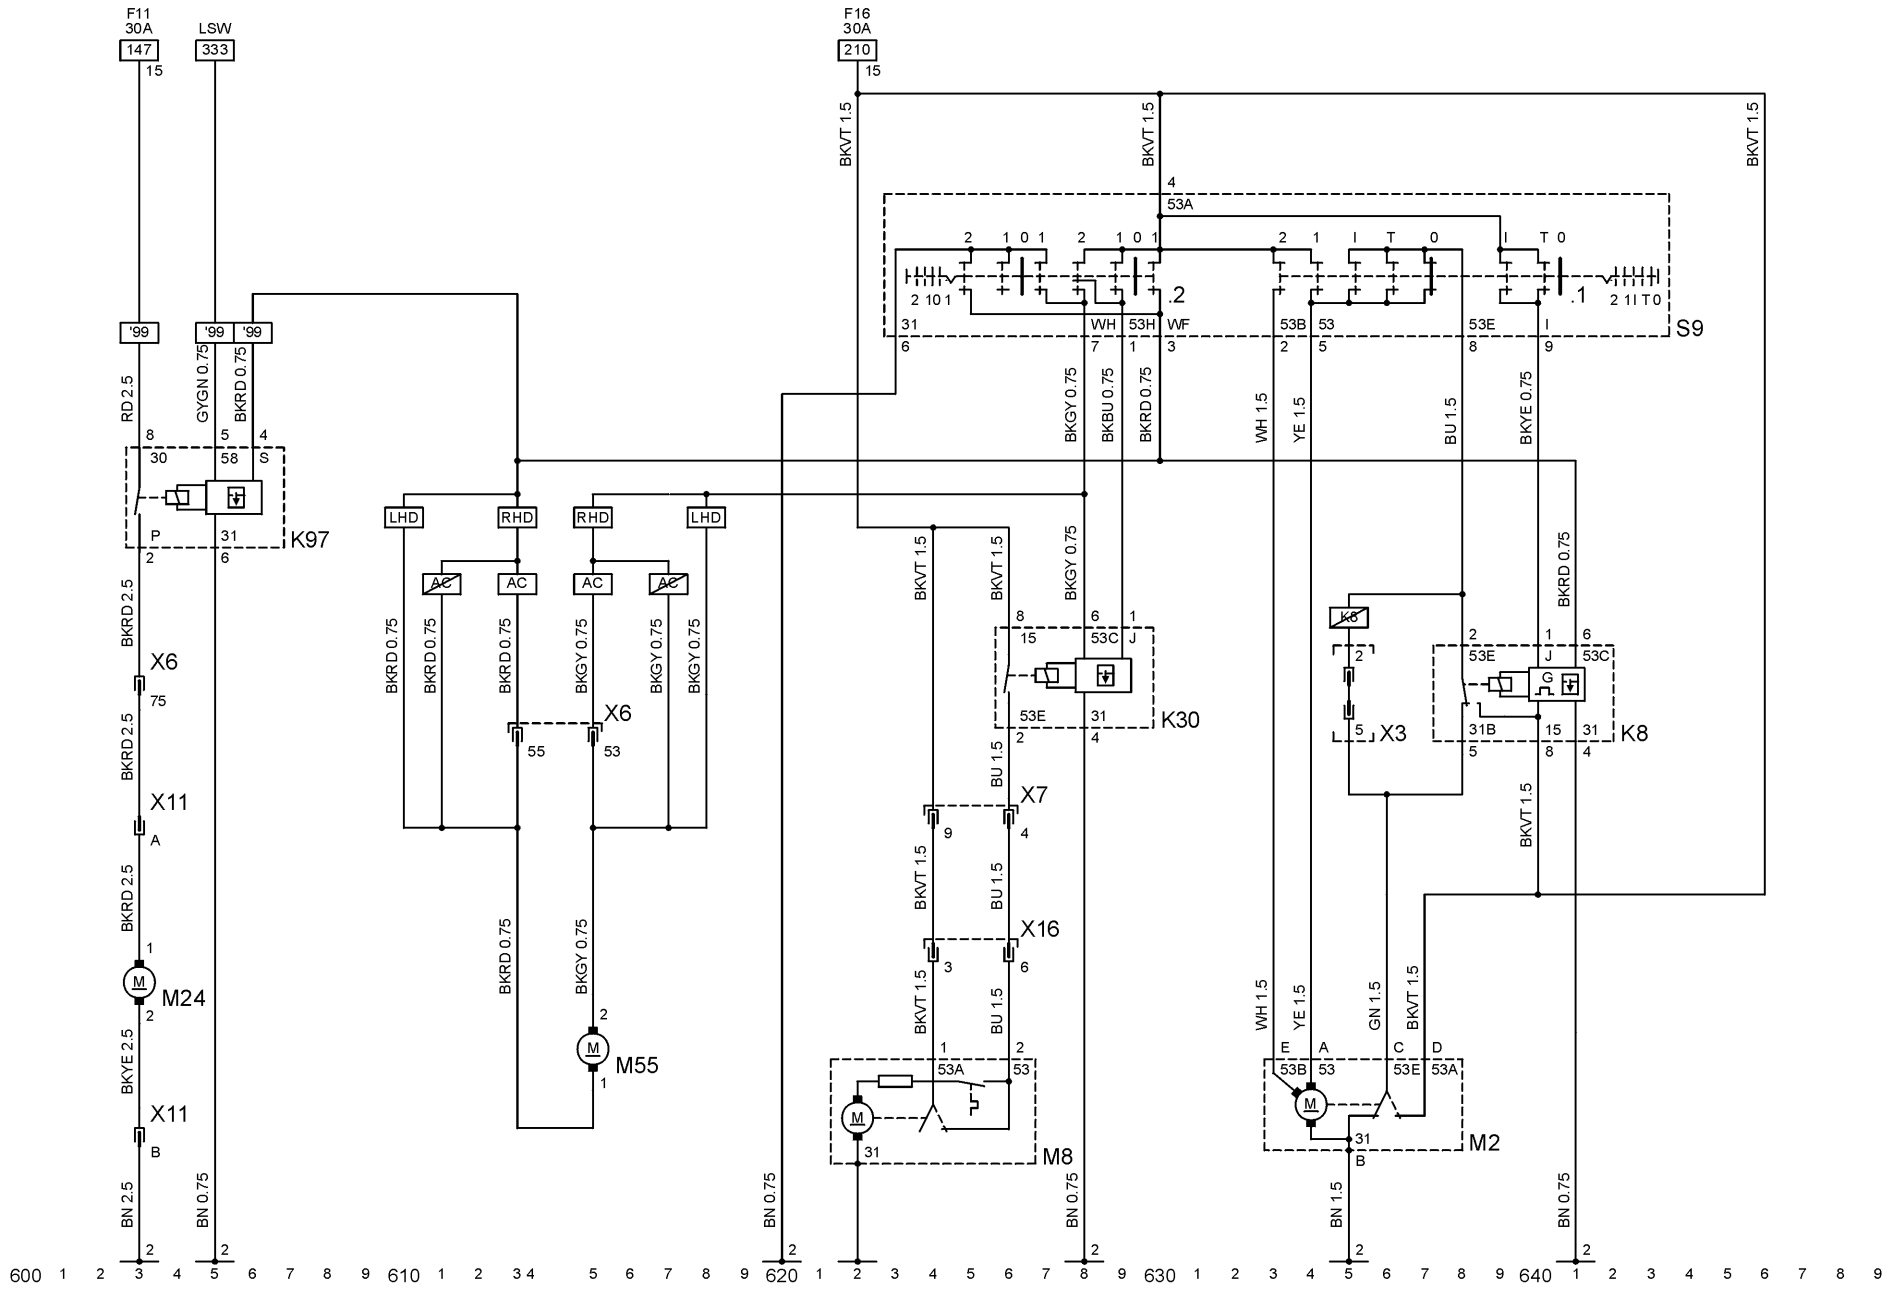 F11
30A
LSW
F16
30A
147
333
210
15
15
BKVT 1.5
BKVT 1.5
BKVT 1.5
4
53A
2
1
0
1
2
1
0
1
2
1
I
T
0
I
T
0
2 10 1
.2
.1
2 1 I T 0
31
WH
53H
WF
53B
53
53E
I
S9
6
7
1
3
2
5
8
9
'99
'99
'99
RD 2.5
GYGN 0.75
BKRD 0.75
BKGY 0.75
BKBU 0.75
BKRD 0.75
WH 1.5
YE 1.5
BU 1.5
BKYE 0.75
8
5
4
30
58
S
P
31
K97
2
6
LHD
RHD
RHD
LHD
AC
AC
AC
AC
BKVT 1.5
BKVT 1.5
BKGY 0.75
BKRD 0.75
BKRD 2.5
BKRD 0.75
BKRD 0.75
BKRD 0.75
BKGY 0.75
BKGY 0.75
BKGY 0.75
8
6
1
15
53C
J
53E
31
K30
2
4
K8
2
5
X3
2
1
6
53E
J
53C
G
31B
15
31
K8
5
8
4
X6
75
X6
55
53
BKRD 2.5
BU 1.5
X11
A
X7
9
4
BKVT 1.5
BKRD 2.5
BKVT 1.5
BU 1.5
BKRD 0.75
BKGY 0.75
X16
3
6
1
M
M24
2
BKVT 1.5
BU 1.5
WH 1.5
YE 1.5
GN 1.5
BKVT 1.5
2
M
M55
1
1
2
53A
53
M
31
M8
E
A
C
D
53B
53
53E
53A
M
31
M2
B
BKYE 2.5
X11
B
BN 2.5
BN 0.75
BN 0.75
BN 0.75
BN 1.5
BN 0.75
2
2
2
2
2
2
2
600 1 2 3 4 5 6 7 8 9 610 1 2 3 4 5 6 7 8 9 620 1 2 3 4 5 6 7 8 9 630 1 2 3 4 5 6 7 8 9 640 1 2 3 4 5 6 7 8 9